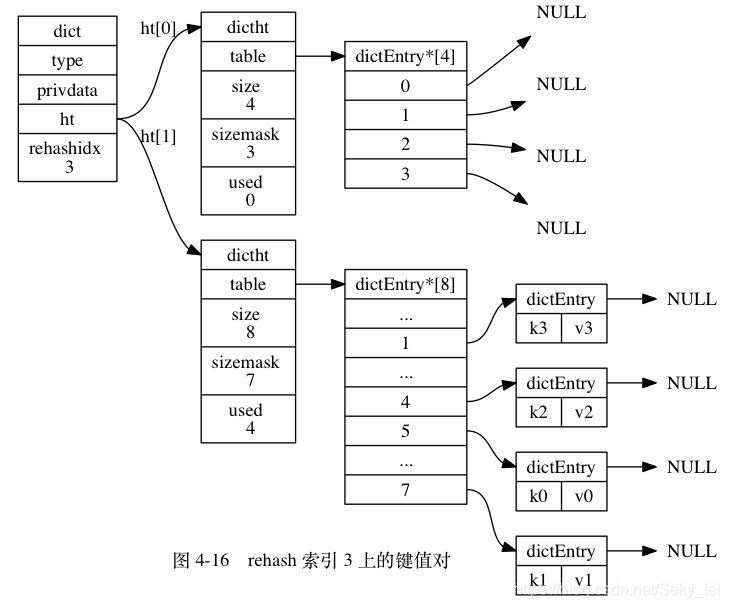 dict
type
privdata
ht
rehashidx
3
ht[0]
ht[1]
dictht
table
size
4
sizemask
3
used
0
dictEntry*[4]
0
1
2
3
NULL
NULL
NULL
NULL
dictht
table
size
8
sizemask
7
used
4
dictEntry*[8]
...
1
...
4
5
...
7
dictEntry
k3 v3
NULL
dictEntry
k2 v2
NULL
dictEntry
k0 v0
NULL
dictEntry
k1 v1
NULL
图 4-16 rehash 索引 3 上的键值对
https://blog.csdn.net/Seky_fei